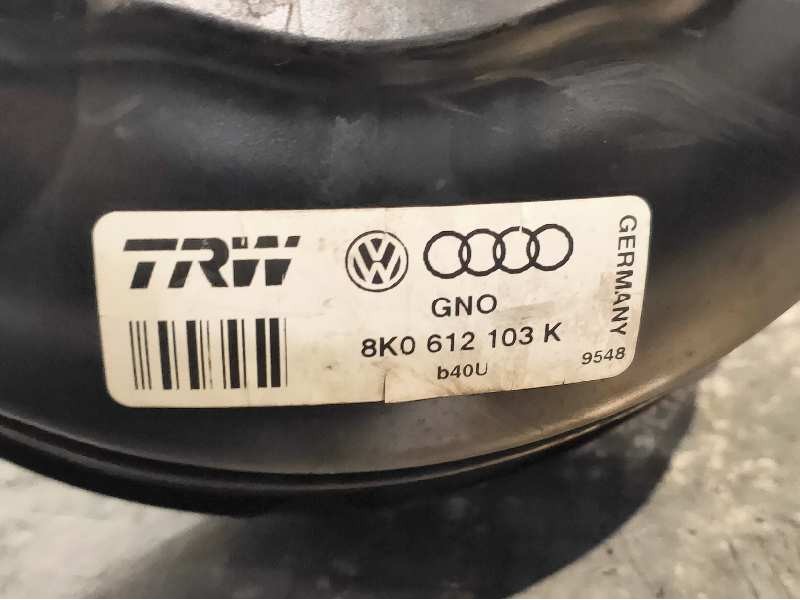 TRW
GNO
8K0 612 103 K
b40U
9548
GERMANY